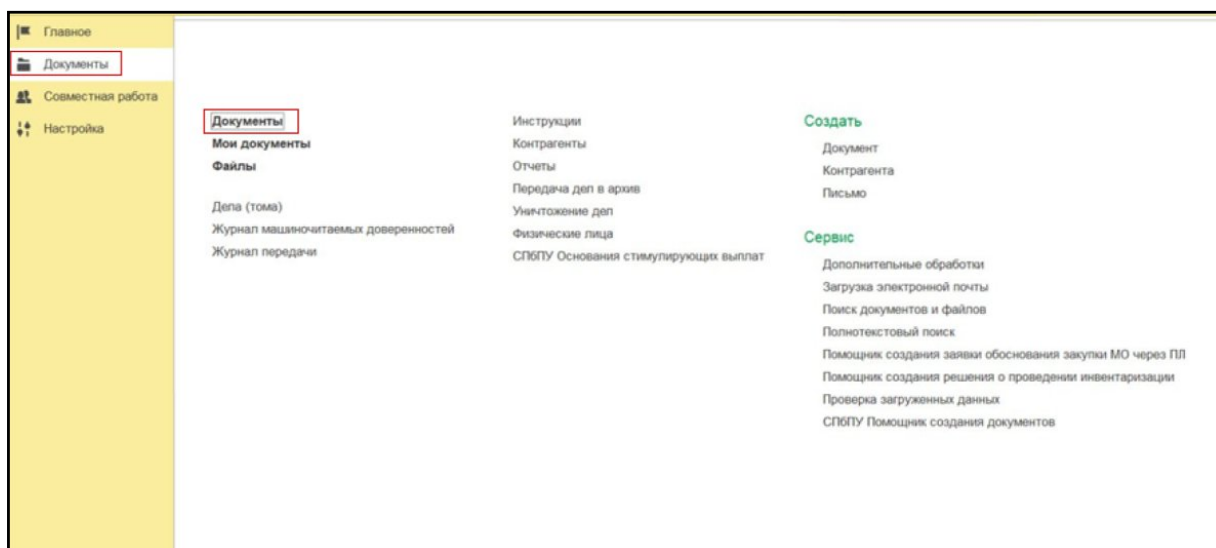 Главное
Документы
Совместная работа
Настройка
Документы
Мои документы
Файлы
Дела (тома)
Журнал машиночитаемых доверенностей
Журнал передачи
Инструкции
Контрагенты
Отчеты
Передача дел в архив
Уничтожение дел
Физические лица
СПбПУ Основания стимулирующих выплат
Создать
Документ
Контрагента
Письмо
Сервис
Дополнительные обработки
Загрузка электронной почты
Поиск документов и файлов
Полнотекстовый поиск
Помощник создания заявки обоснования закупки МО через ПЛ
Помощник создания решения о проведении инвентаризации
Проверка загруженных данных
СПбПУ Помощник создания документов